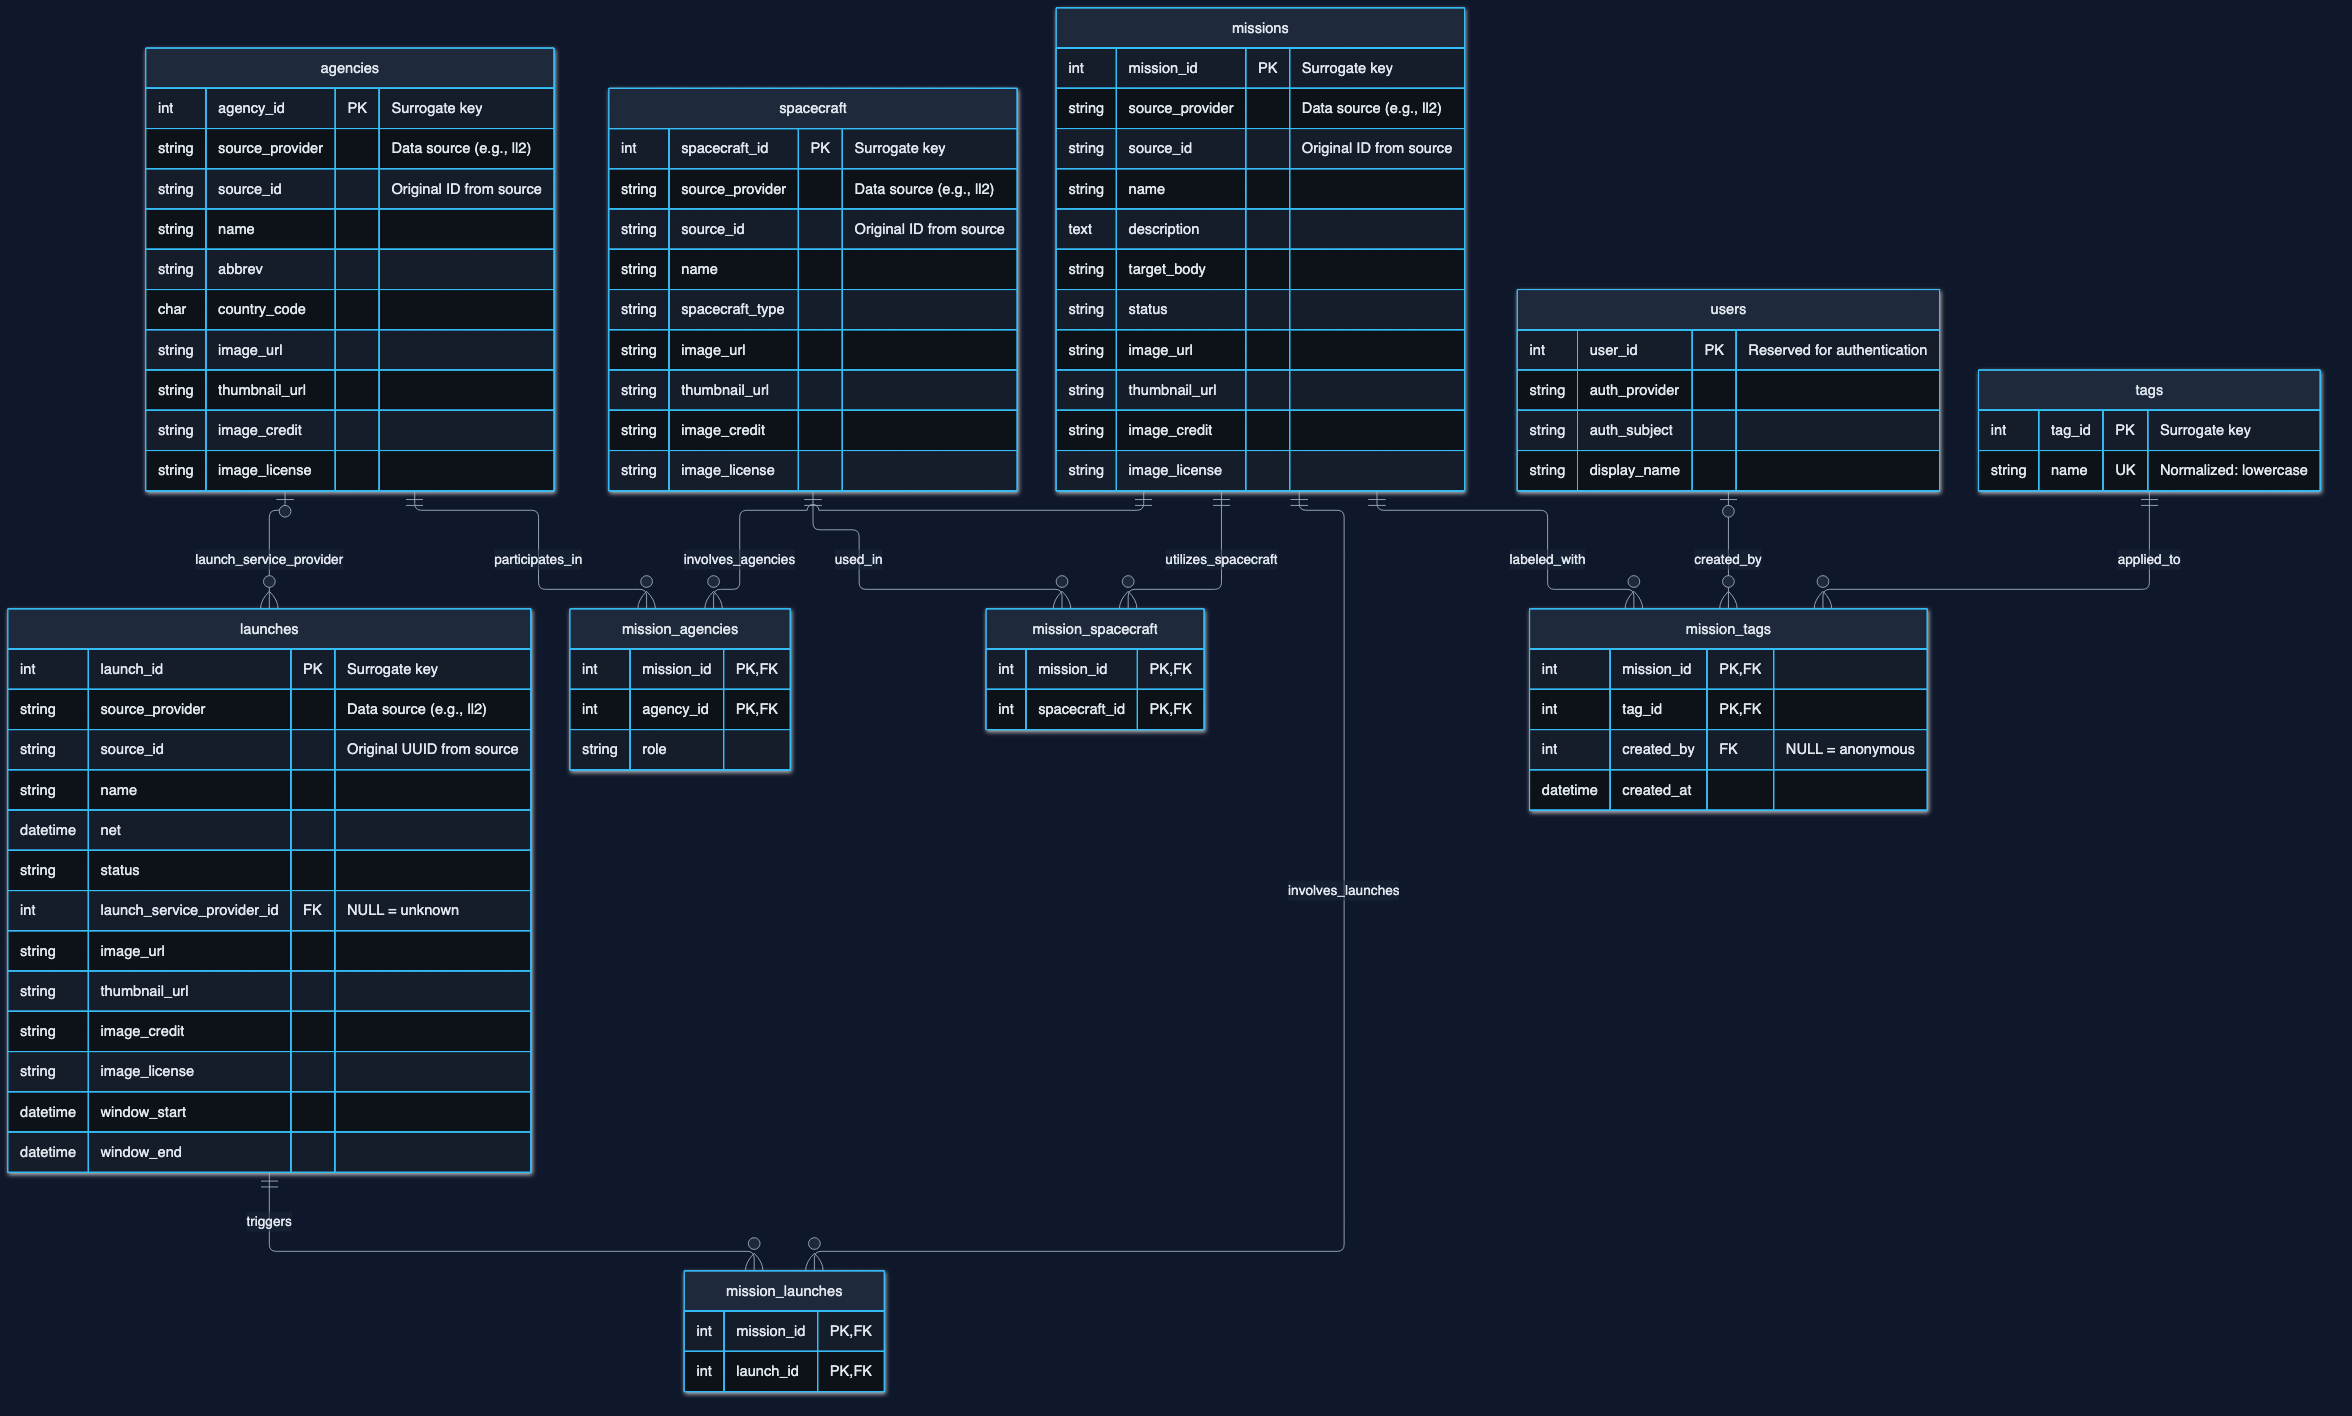 agencies
int agency_id PK Surrogate key
string source_provider Data source (e.g., ll2)
string source_id Original ID from source
string name
string abbrev
char country_code
string image_url
string thumbnail_url
string image_credit
string image_license
spacecraft
int spacecraft_id PK Surrogate key
string source_provider Data source (e.g., ll2)
string source_id Original ID from source
string name
string spacecraft_type
string image_url
string thumbnail_url
string image_credit
string image_license
missions
int mission_id PK Surrogate key
string source_provider Data source (e.g., ll2)
string source_id Original ID from source
string name
text description
string target_body
string status
string image_url
string thumbnail_url
string image_credit
string image_license
users
int user_id PK Reserved for authentication
string auth_provider
string auth_subject
string display_name
tags
int tag_id PK Surrogate key
string name UK Normalized: lowercase
launch_service_provider
participates_in
involves_agencies
used_in
utilizes_spacecraft
labeled_with
created_by
applied_to
launches
int launch_id PK Surrogate key
string source_provider Data source (e.g., ll2)
string source_id Original UUID from source
string name
datetime net
string status
int launch_service_provider_id FK NULL = unknown
string image_url
string thumbnail_url
string image_credit
string image_license
datetime window_start
datetime window_end
mission_agencies
int mission_id PK,FK
int agency_id PK,FK
string role
mission_spacecraft
int mission_id PK,FK
int spacecraft_id PK,FK
mission_tags
int mission_id PK,FK
int tag_id PK,FK
int created_by FK NULL = anonymous
datetime created_at
involves_launches
triggers
mission_launches
int mission_id PK,FK
int launch_id PK,FK